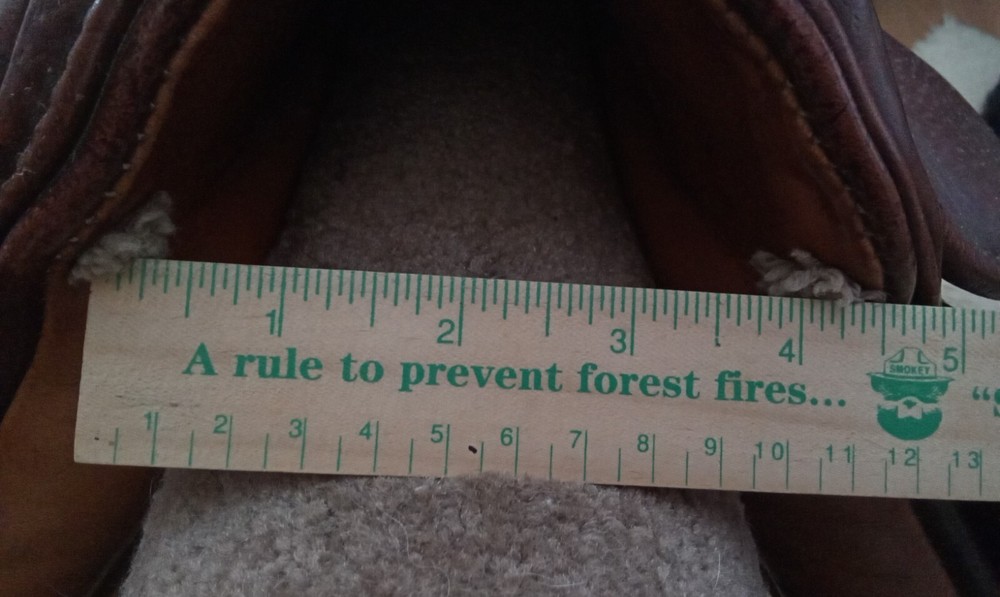 1 2 3 4 5
A rule to prevent forest fires...
SMOKEY
1 2 3 4 5 6 7 8 9 10 11 12 13